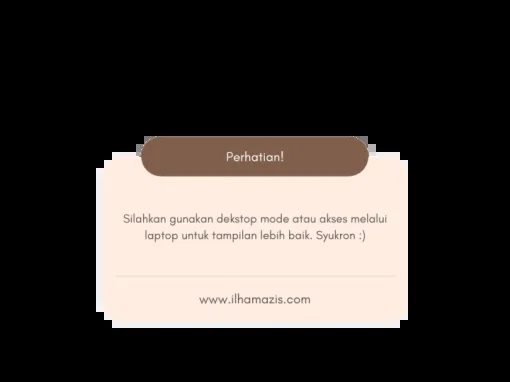 Perhatian!
Silahkan gunakan dekstop mode atau akses melalui
laptop untuk tampilan lebih baik. Syukron :)
www.ilhamazis.com